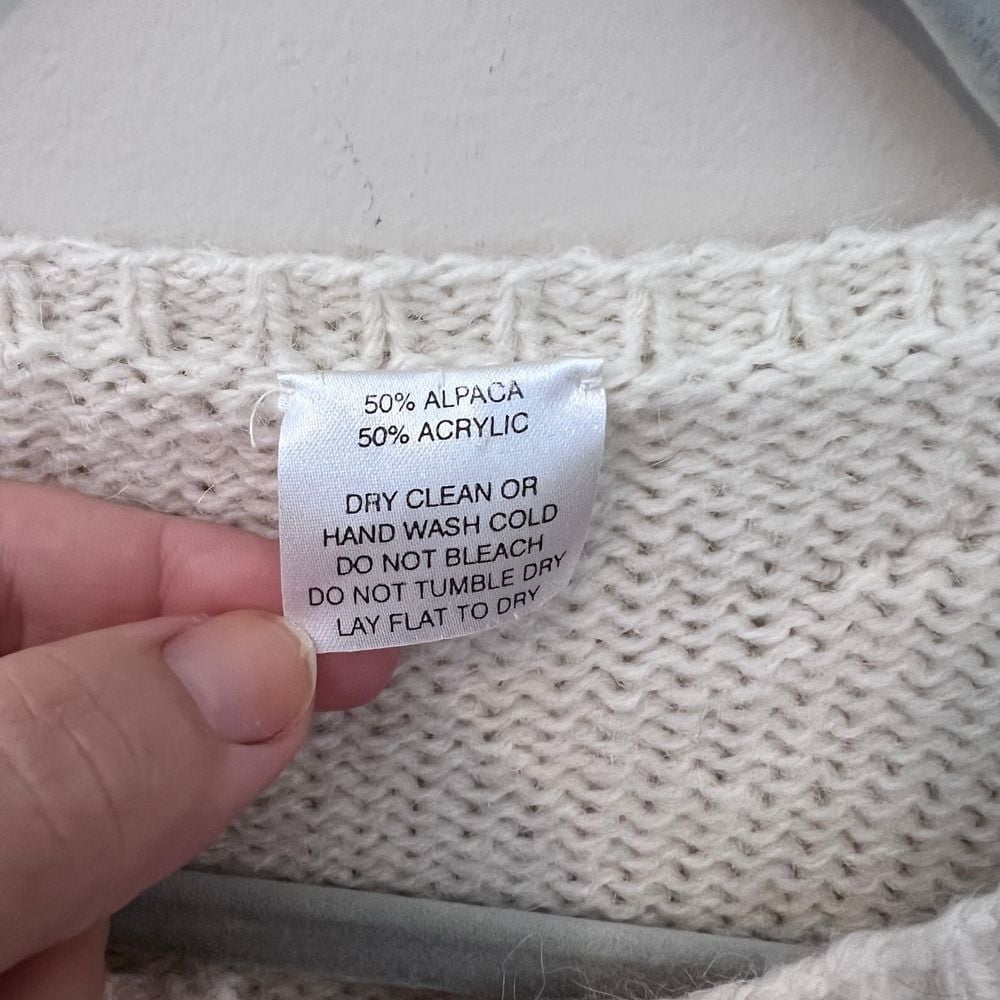 50% ALPACA
50% ACRYLIC
DRY CLEAN OR
HAND WASH COLD
DO NOT BLEACH
DO NOT TUMBLE DRY
LAY FLAT TO DRY